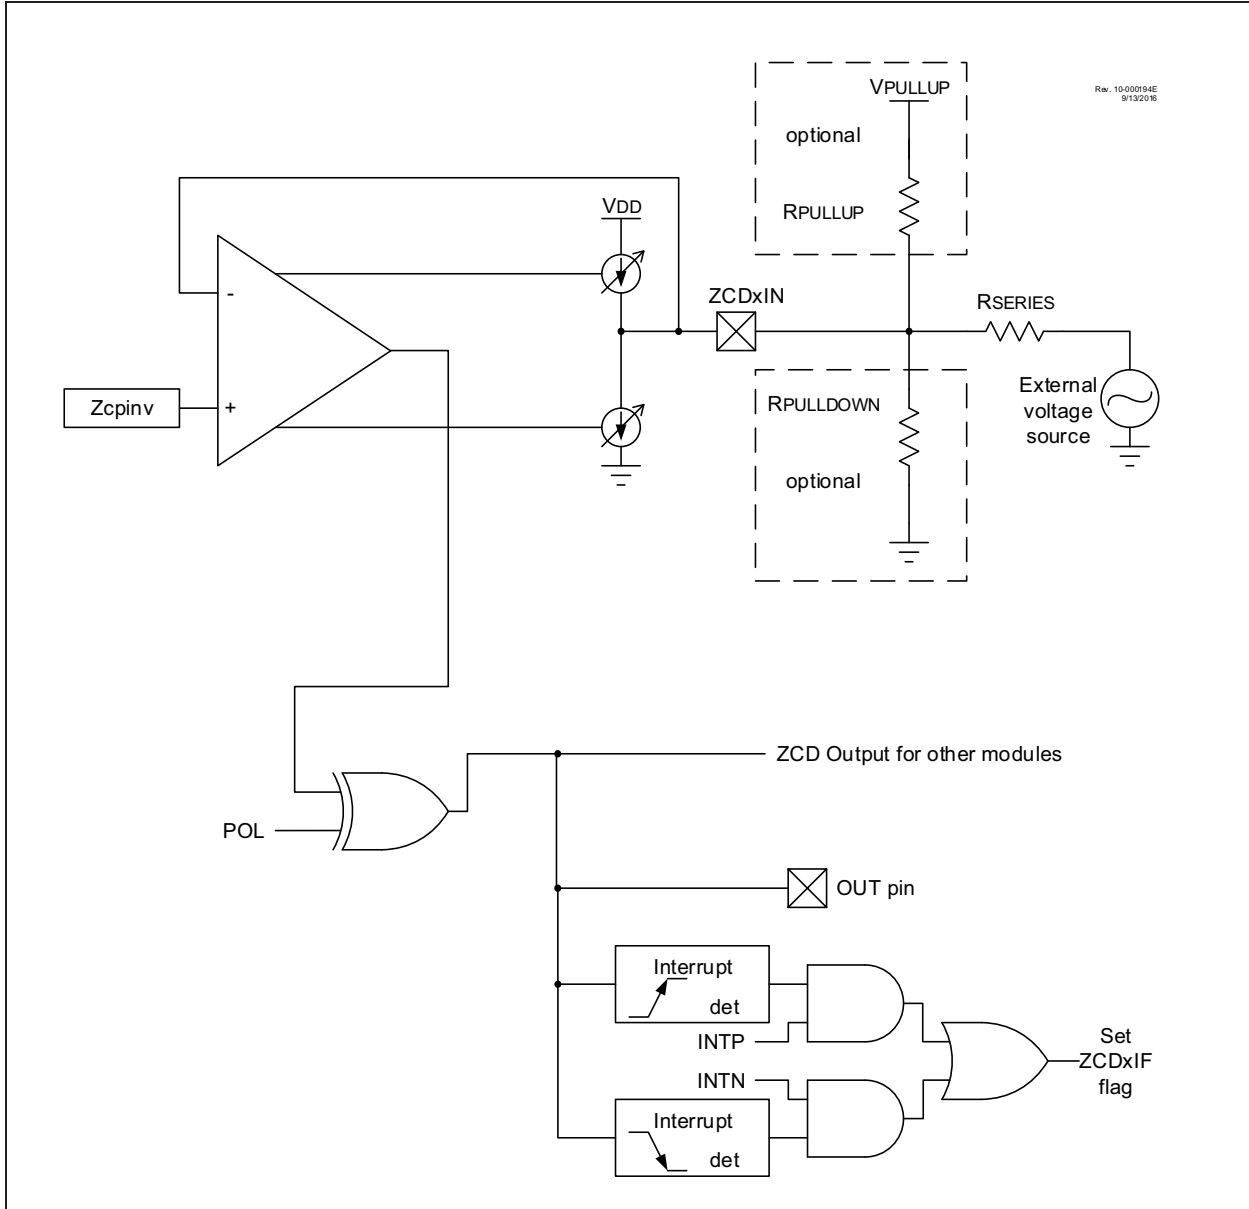 VPULLUP
Rev. 10-000194E
9/13/2016
optional
RPULLUP
VDD
-
ZCDxIN
RSERIES
Zcpinv
+
RPULLDOWN
External
voltage
source
optional
ZCD Output for other modules
POL
OUT pin
Interrupt
det
INTP
Set
ZCDxIF
flag
INTN
Interrupt
det